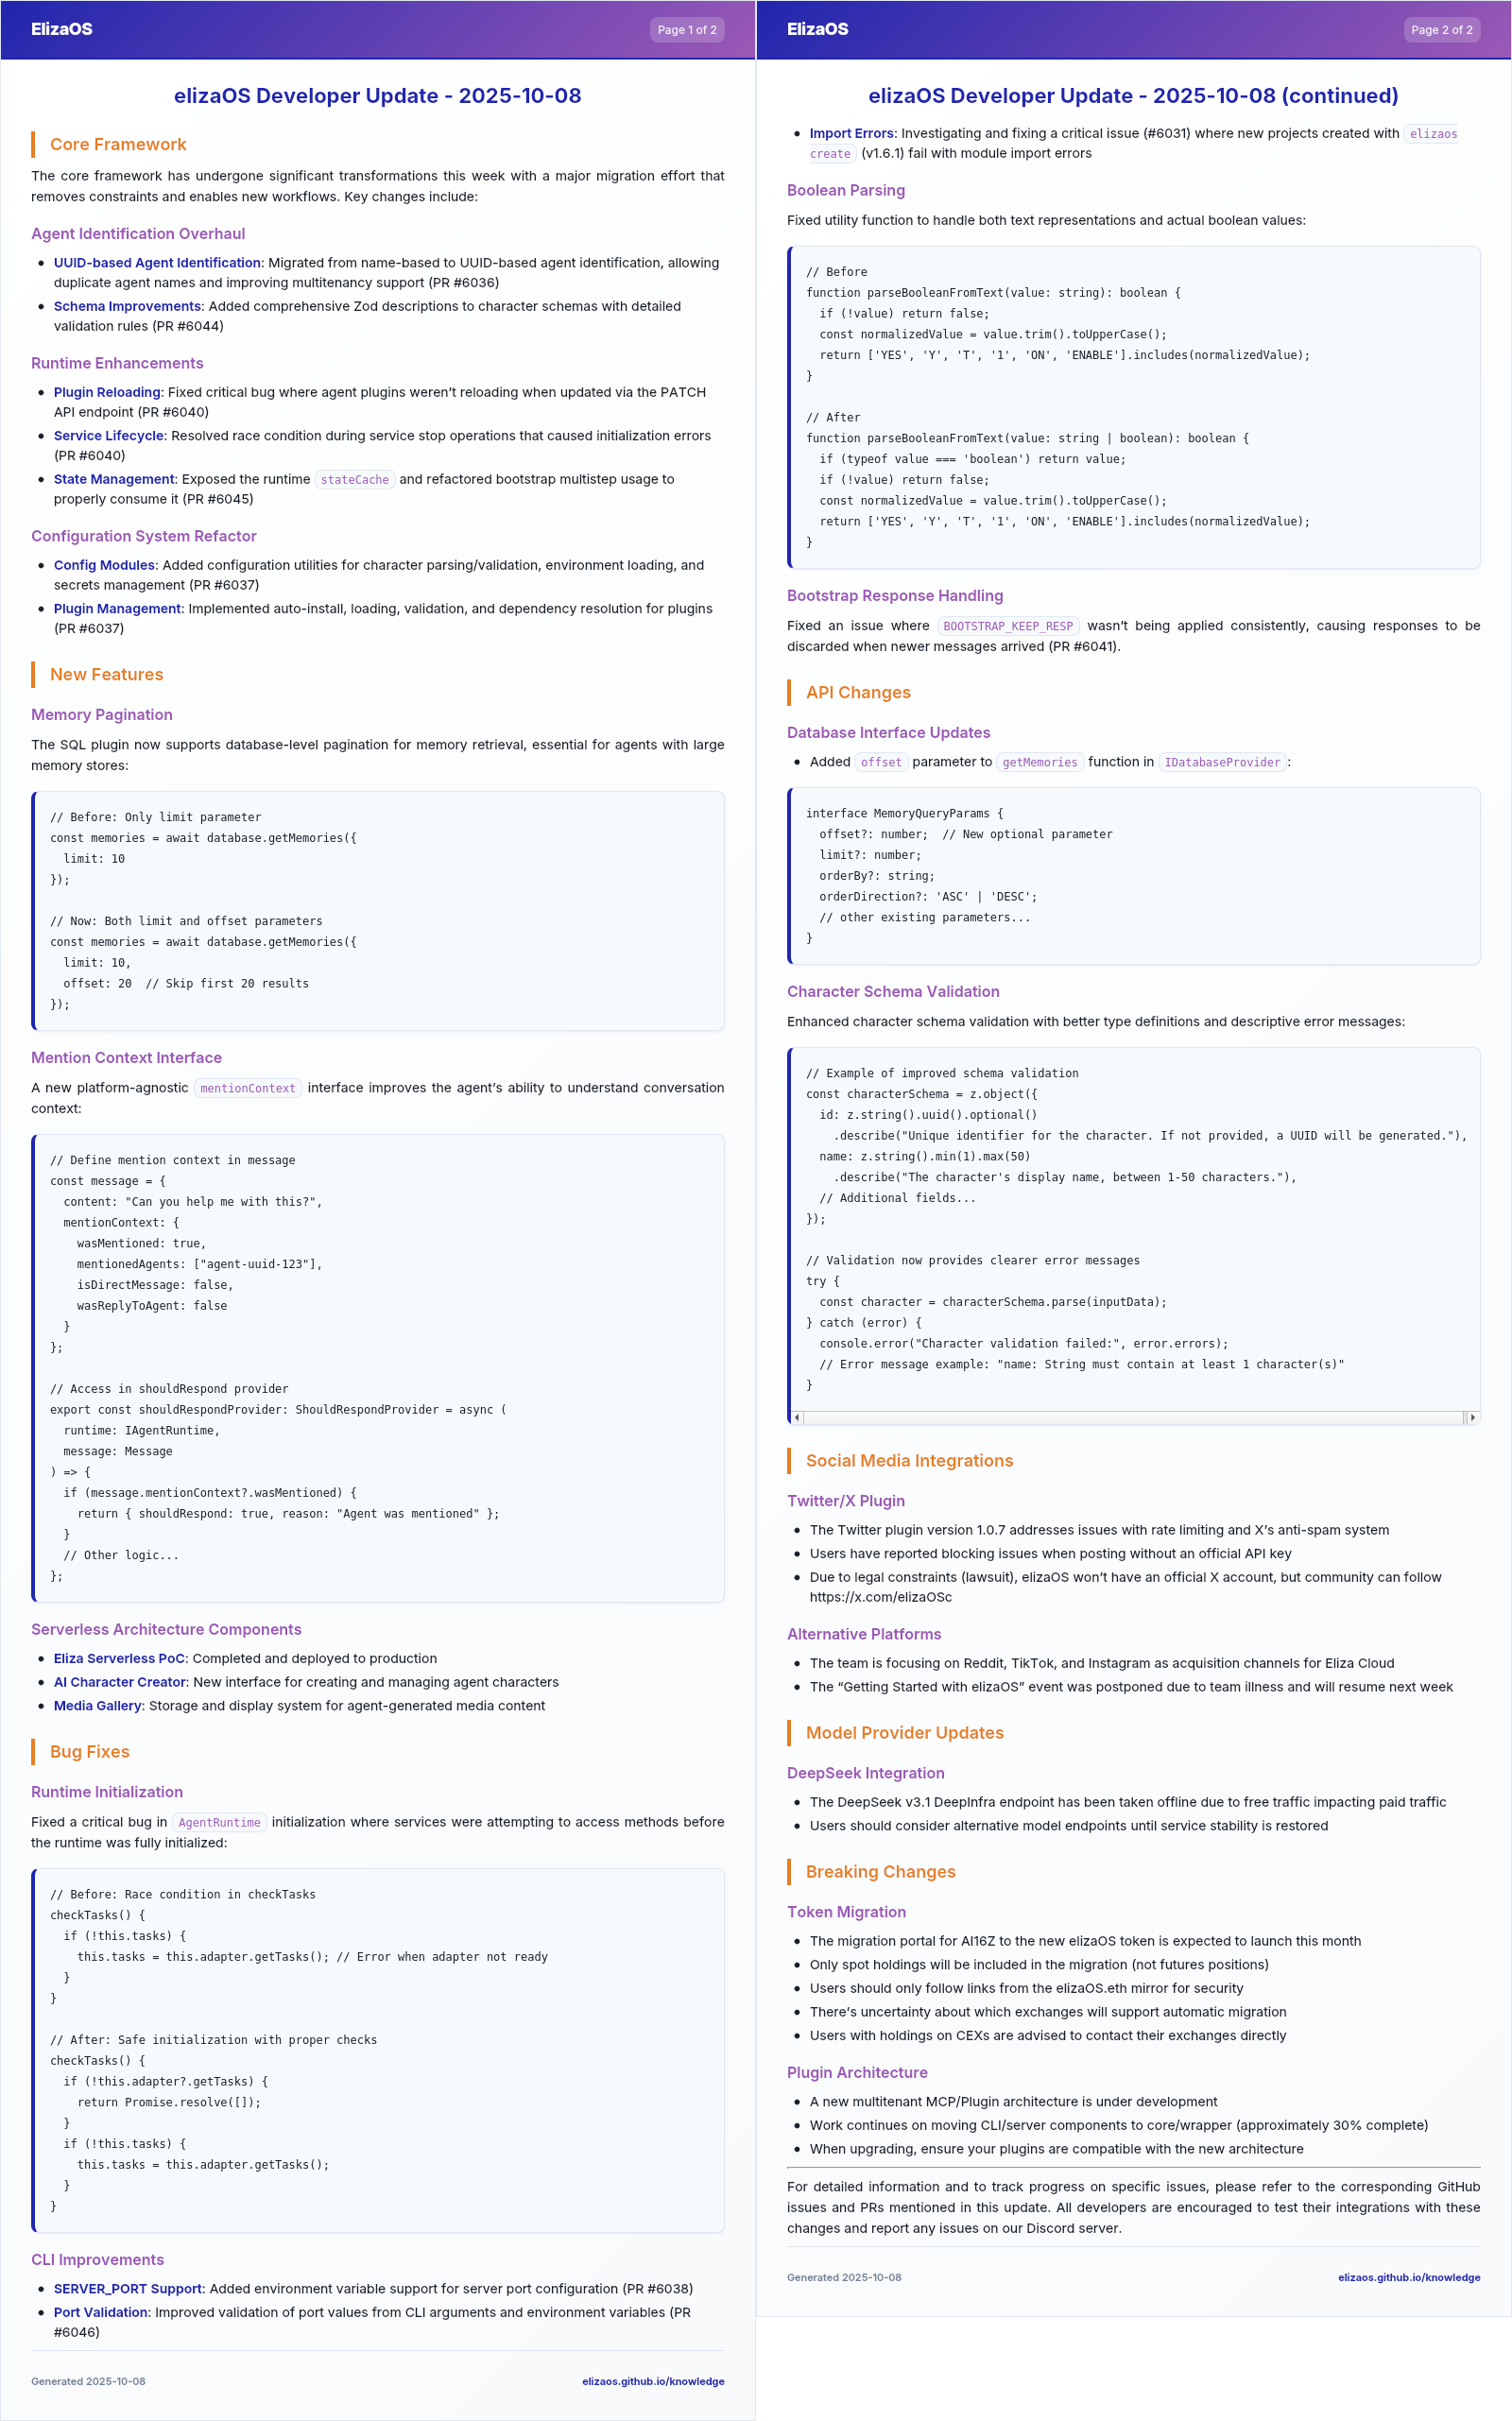 ElizaOS
Page 1 of 2
elizaOS Developer Update - 2025-10-08
Core Framework
The core framework has undergone significant transformations this week with a major migration effort that
removes constraints and enables new workflows. Key changes include:
Agent Identification Overhaul
• UUID-based Agent Identification: Migrated from name-based to UUID-based agent identification, allowing
duplicate agent names and improving multitenancy support (PR #6036)
• Schema Improvements: Added comprehensive Zod descriptions to character schemas with detailed
validation rules (PR #6044)
Runtime Enhancements
• Plugin Reloading: Fixed critical bug where agent plugins weren’t reloading when updated via the PATCH
API endpoint (PR #6040)
• Service Lifecycle: Resolved race condition during service stop operations that caused initialization errors
(PR #6040)
• State Management: Exposed the runtime stateCache and refactored bootstrap multistep usage to
properly consume it (PR #6045)
Configuration System Refactor
• Config Modules: Added configuration utilities for character parsing/validation, environment loading, and
secrets management (PR #6037)
• Plugin Management: Implemented auto-install, loading, validation, and dependency resolution for plugins
(PR #6037)
New Features
Memory Pagination
The SQL plugin now supports database-level pagination for memory retrieval, essential for agents with large
memory stores:
// Before: Only limit parameter
const memories = await database.getMemories({
  limit: 10
});

// Now: Both limit and offset parameters
const memories = await database.getMemories({
  limit: 10,
  offset: 20  // Skip first 20 results
});
Mention Context Interface
A new platform-agnostic mentionContext interface improves the agent’s ability to understand conversation
context:
// Define mention context in message
const message = {
  content: "Can you help me with this?",
  mentionContext: {
    wasMentioned: true,
    mentionedAgents: ["agent-uuid-123"],
    isDirectMessage: false,
    wasReplyToAgent: false
  }
};

// Access in shouldRespond provider
export const shouldRespondProvider: ShouldRespondProvider = async (
  runtime: IAgentRuntime,
  message: Message
) => {
  if (message.mentionContext?.wasMentioned) {
    return { shouldRespond: true, reason: "Agent was mentioned" };
  }
  // Other logic...
};
Serverless Architecture Components
• Eliza Serverless PoC: Completed and deployed to production
• AI Character Creator: New interface for creating and managing agent characters
• Media Gallery: Storage and display system for agent-generated media content
Bug Fixes
Runtime Initialization
Fixed a critical bug in AgentRuntime initialization where services were attempting to access methods before
the runtime was fully initialized:
// Before: Race condition in checkTasks
checkTasks() {
  if (!this.tasks) {
    this.tasks = this.adapter.getTasks(); // Error when adapter not ready
  }
}

// After: Safe initialization with proper checks
checkTasks() {
  if (!this.adapter?.getTasks) {
    return Promise.resolve([]);
  }
  if (!this.tasks) {
    this.tasks = this.adapter.getTasks();
  }
}
CLI Improvements
• SERVER_PORT Support: Added environment variable support for server port configuration (PR #6038)
• Port Validation: Improved validation of port values from CLI arguments and environment variables (PR
#6046)
Generated 2025-10-08
elizaos.github.io/knowledge
ElizaOS
Page 2 of 2
elizaOS Developer Update - 2025-10-08 (continued)
• Import Errors: Investigating and fixing a critical issue (#6031) where new projects created with elizaos
create (v1.6.1) fail with module import errors
Boolean Parsing
Fixed utility function to handle both text representations and actual boolean values:
// Before
function parseBooleanFromText(value: string): boolean {
  if (!value) return false;
  const normalizedValue = value.trim().toUpperCase();
  return ['YES', 'Y', 'T', '1', 'ON', 'ENABLE'].includes(normalizedValue);
}

// After
function parseBooleanFromText(value: string | boolean): boolean {
  if (typeof value === 'boolean') return value;
  if (!value) return false;
  const normalizedValue = value.trim().toUpperCase();
  return ['YES', 'Y', 'T', '1', 'ON', 'ENABLE'].includes(normalizedValue);
}
Bootstrap Response Handling
Fixed an issue where BOOTSTRAP_KEEP_RESP wasn’t being applied consistently, causing responses to be
discarded when newer messages arrived (PR #6041).
API Changes
Database Interface Updates
• Added offset parameter to getMemories function in IDatabaseProvider:
interface MemoryQueryParams {
  offset?: number;  // New optional parameter
  limit?: number;
  orderBy?: string;
  orderDirection?: 'ASC' | 'DESC';
  // other existing parameters...
}
Character Schema Validation
Enhanced character schema validation with better type definitions and descriptive error messages:
// Example of improved schema validation
const characterSchema = z.object({
  id: z.string().uuid().optional()
    .describe("Unique identifier for the character. If not provided, a UUID will be generated."),
  name: z.string().min(1).max(50)
    .describe("The character's display name, between 1-50 characters."),
  // Additional fields...
});

// Validation now provides clearer error messages
try {
  const character = characterSchema.parse(inputData);
} catch (error) {
  console.error("Character validation failed:", error.errors);
  // Error message example: "name: String must contain at least 1 character(s)"
}
Social Media Integrations
Twitter/X Plugin
• The Twitter plugin version 1.0.7 addresses issues with rate limiting and X’s anti-spam system
• Users have reported blocking issues when posting without an official API key
• Due to legal constraints (lawsuit), elizaOS won’t have an official X account, but community can follow
https://x.com/elizaOSc
Alternative Platforms
• The team is focusing on Reddit, TikTok, and Instagram as acquisition channels for Eliza Cloud
• The “Getting Started with elizaOS” event was postponed due to team illness and will resume next week
Model Provider Updates
DeepSeek Integration
• The DeepSeek v3.1 DeepInfra endpoint has been taken offline due to free traffic impacting paid traffic
• Users should consider alternative model endpoints until service stability is restored
Breaking Changes
Token Migration
• The migration portal for AI16Z to the new elizaOS token is expected to launch this month
• Only spot holdings will be included in the migration (not futures positions)
• Users should only follow links from the elizaOS.eth mirror for security
• There’s uncertainty about which exchanges will support automatic migration
• Users with holdings on CEXs are advised to contact their exchanges directly
Plugin Architecture
• A new multitenant MCP/Plugin architecture is under development
• Work continues on moving CLI/server components to core/wrapper (approximately 30% complete)
• When upgrading, ensure your plugins are compatible with the new architecture
For detailed information and to track progress on specific issues, please refer to the corresponding GitHub
issues and PRs mentioned in this update. All developers are encouraged to test their integrations with these
changes and report any issues on our Discord server.
Generated 2025-10-08
elizaos.github.io/knowledge